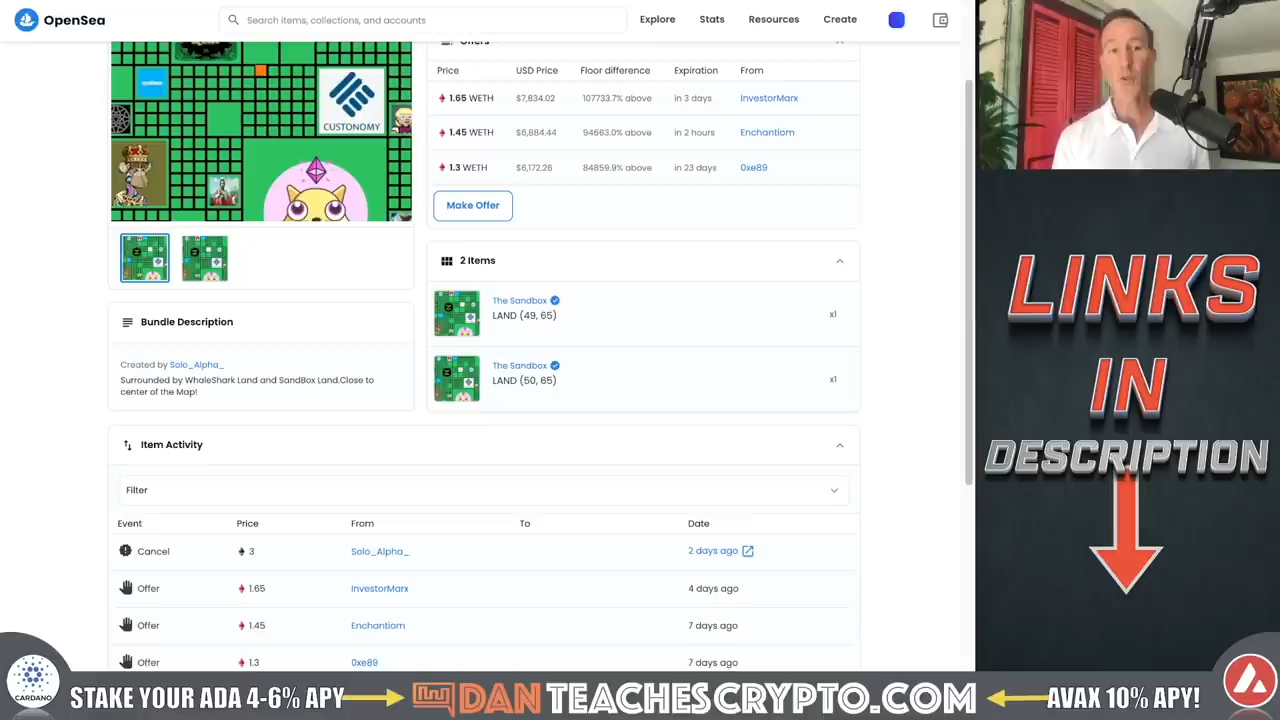 OpenSea
Search items, collections, and accounts
Explore
Stats
Resources
Create
Offers
Price USD Price Floor difference Expiration From
1.65 WETH $7,834.02 107733.7% above in 3 days InvestorMarx
1.45 WETH $6,884.44 94663.0% above in 2 hours Enchantiom
1.3 WETH $6,172.26 84859.9% above in 23 days 0xe89
Make Offer
CUSTONOMY
2 Items
The Sandbox
LAND (49, 65)
x1
The Sandbox
LAND (50, 65)
x1
Bundle Description
Created by Solo_Alpha_
Surrounded by WhaleShark Land and SandBox Land.Close to
center of the Map!
Item Activity
Filter
Event Price From To Date
Cancel 3 Solo_Alpha_ 2 days ago
Offer 1.65 InvestorMarx 4 days ago
Offer 1.45 Enchantiom 7 days ago
Offer 1.3 0xe89 7 days ago
LINKS
IN
DESCRIPTION
CARDANO
STAKE YOUR ADA 4-6% APY
DANTEACHESCRYPTO.COM
AVAX 10% APY!